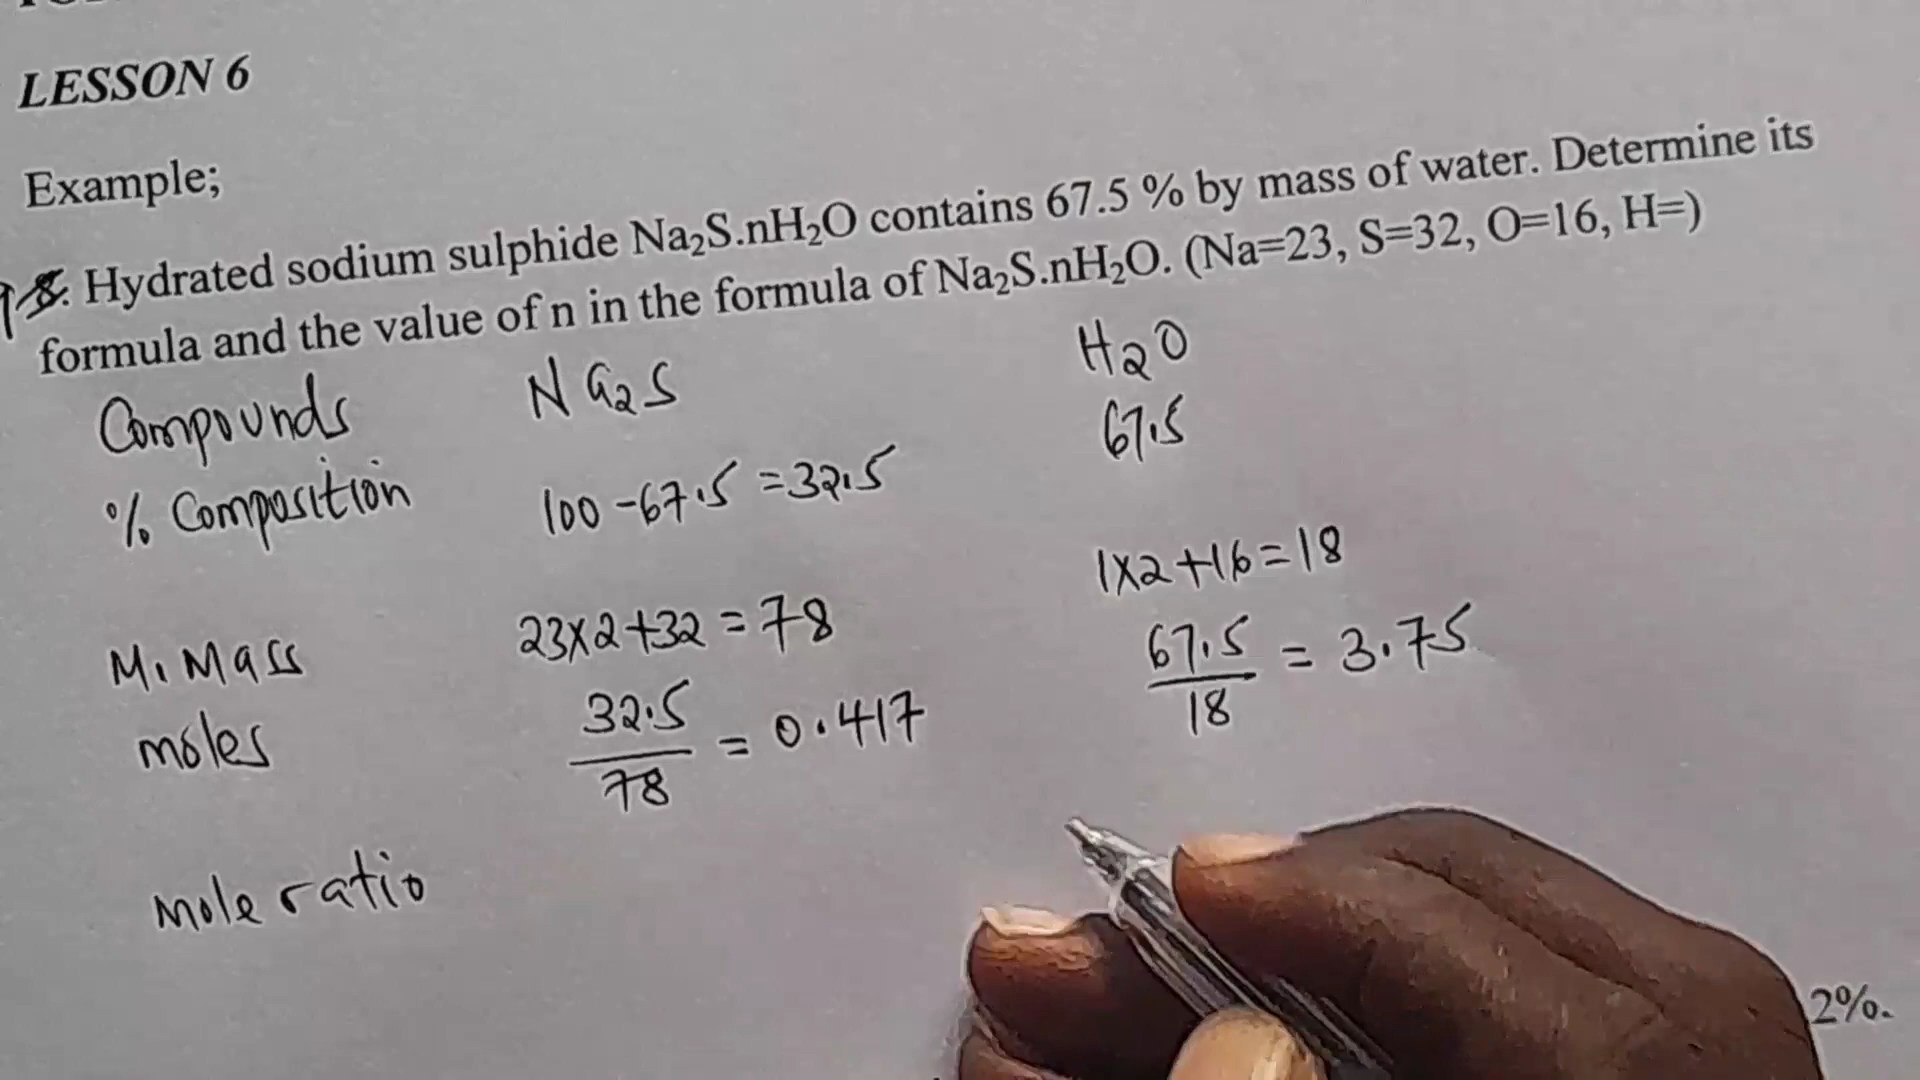 LESSON 6
Example;
Hydrated sodium sulphide Na₂S.nH₂O contains 67.5 % by mass of water. Determine its
formula and the value of n in the formula of Na₂S.nH₂O. (Na=23, S=32, O=16, H=)
Compounds Na₂S H₂O
% Composition 100 - 67.5 = 32.5 67.5
M. Mass 23x2+32 = 78 1x2+16=18
moles 32.5/78 = 0.417 67.5/18 = 3.75
mole ratio
2%.